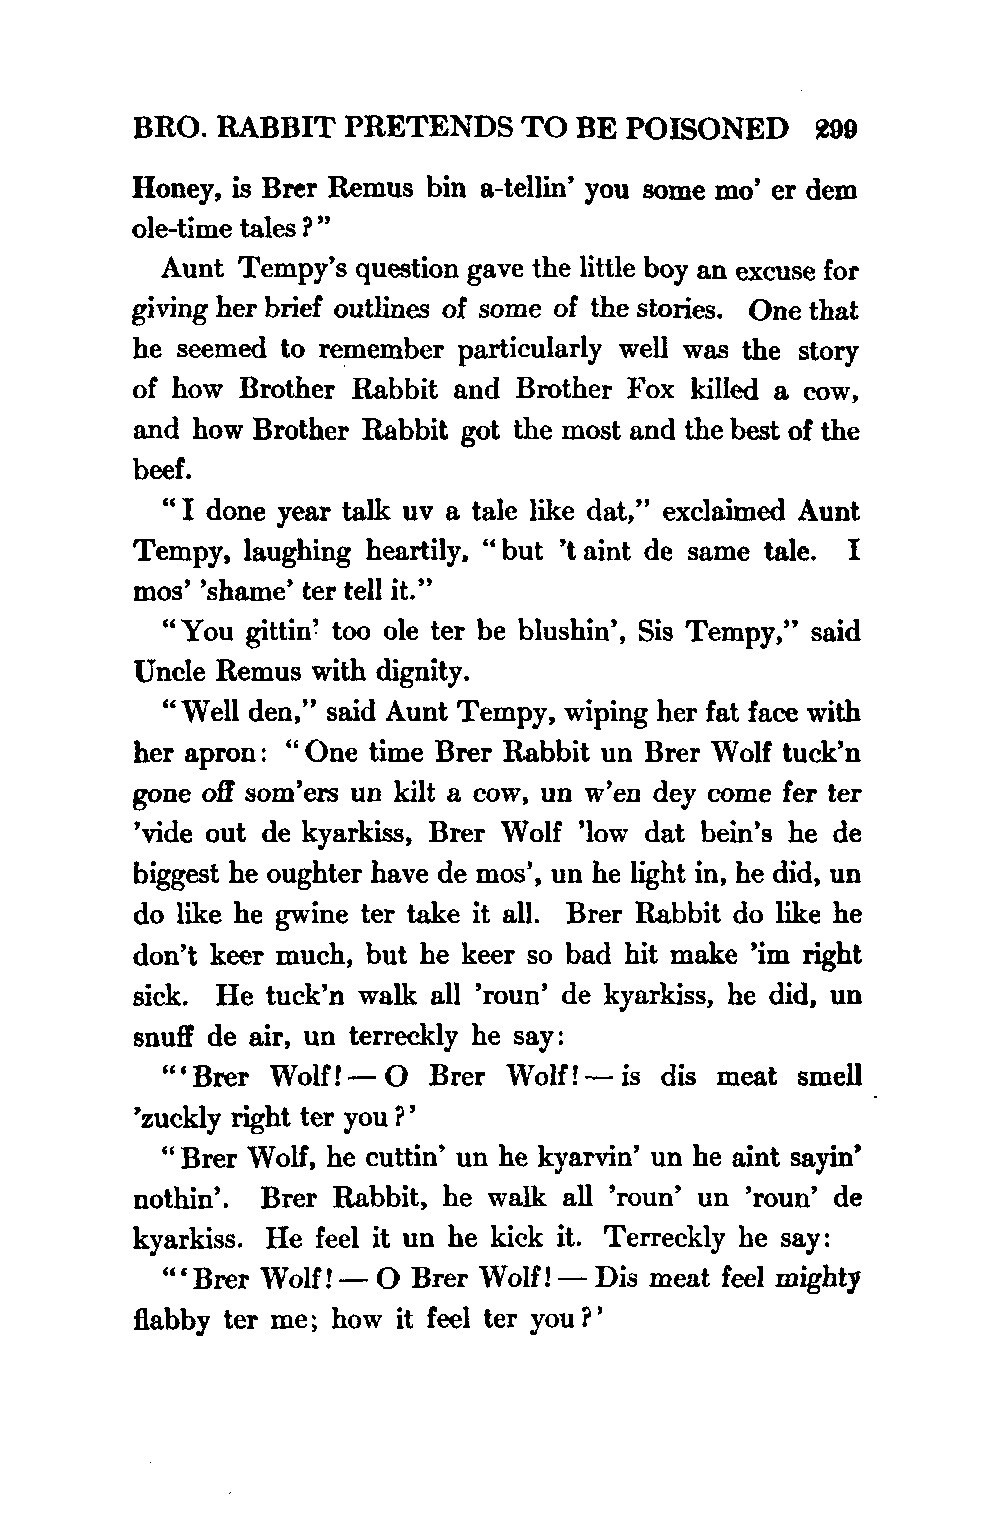 BRO. RABBIT PRETENDS TO BE POISONED 299
Honey, is Brer Remus bin a-tellin' you some mo' er dem
ole-time tales?"
Aunt Tempy's question gave the little boy an excuse for
giving her brief outlines of some of the stories. One that
he seemed to remember particularly well was the story
of how Brother Rabbit and Brother Fox killed a cow,
and how Brother Rabbit got the most and the best of the
beef.
"I done year talk uv a tale like dat," exclaimed Aunt
Tempy, laughing heartily, "but 't aint de same tale. I
mos' 'shame' ter tell it."
"You gittin' too ole ter be blushin', Sis Tempy," said
Uncle Remus with dignity.
"Well den," said Aunt Tempy, wiping her fat face with
her apron: "One time Brer Rabbit un Brer Wolf tuck'n
gone off som'ers un kilt a cow, un w'en dey come fer ter
'vide out de kyarkiss, Brer Wolf 'low dat bein's he de
biggest he oughter have de mos', un he light in, he did, un
do like he gwine ter take it all. Brer Rabbit do like he
don't keer much, but he keer so bad hit make 'im right
sick. He tuck'n walk all 'roun' de kyarkiss, he did, un
snuff de air, un terreckly he say:
"'Brer Wolf!—O Brer Wolf!—is dis meat smell
'zuckly right ter you?'
"Brer Wolf, he cuttin' un he kyarvin' un he aint sayin'
nothin'. Brer Rabbit, he walk all 'roun' un 'roun' de
kyarkiss. He feel it un he kick it. Terreckly he say:
"'Brer Wolf!—O Brer Wolf!—Dis meat feel mighty
flabby ter me; how it feel ter you?'